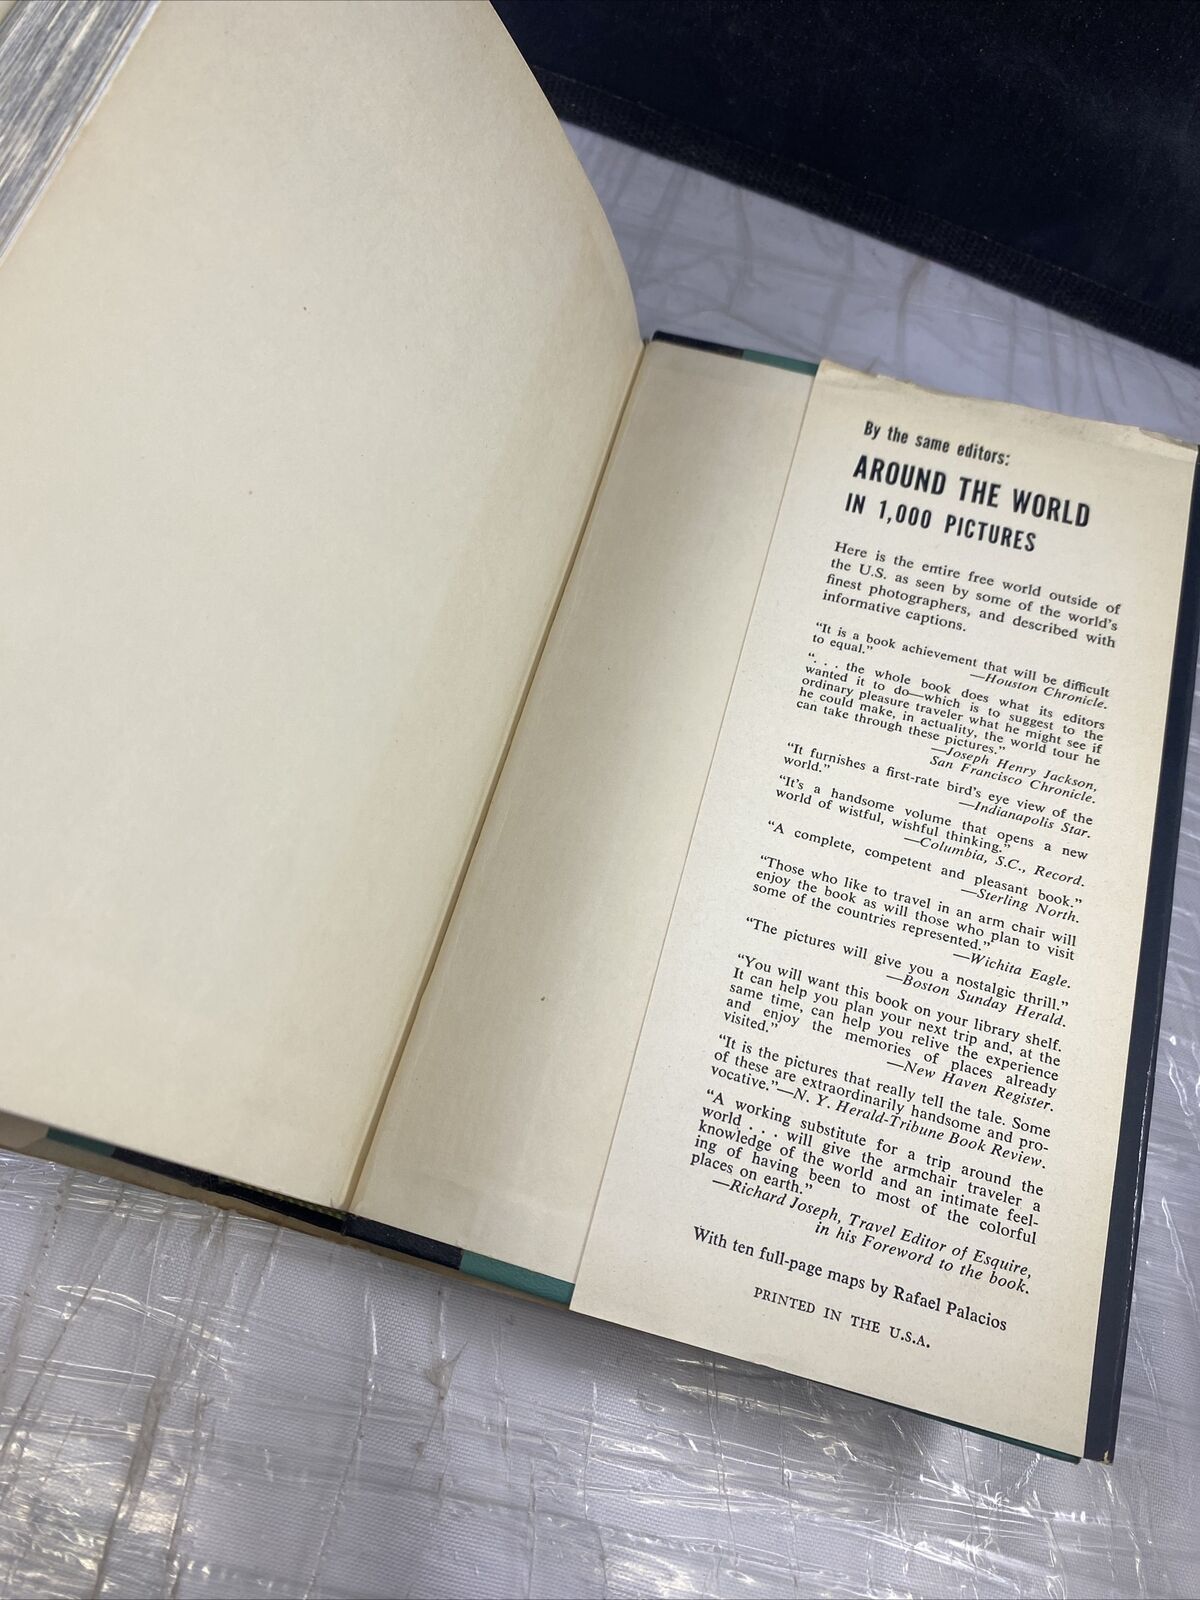 By the same editors:
AROUND THE WORLD
IN 1,000 PICTURES
Here is the entire free world outside of
the U.S. as seen by some of the world's
finest photographers, and described with
informative captions.
"It is a book achievement that will be difficult
to equal."
—Houston Chronicle.
". . . the whole book does what its editors
wanted it to do—which is to suggest to the
ordinary pleasure traveler what he might see if
he could make, in actuality, the world tour he
can take through these pictures."
—Joseph Henry Jackson,
San Francisco Chronicle.
"It furnishes a first-rate bird's eye view of the
world."
—Indianapolis Star.
"It's a handsome volume that opens a new
world of wistful, wishful thinking."
—Columbia, S.C., Record.
"A complete, competent and pleasant book."
—Sterling North.
"Those who like to travel in an arm chair will
enjoy the book as will those who plan to visit
some of the countries represented."
—Wichita Eagle.
"The pictures will give you a nostalgic thrill."
—Boston Sunday Herald.
"You will want this book on your library shelf.
It can help you plan your next trip and, at the
same time, can help you relive the experience
and enjoy the memories of places already
visited."
—New Haven Register.
"It is the pictures that really tell the tale. Some
of these are extraordinarily handsome and pro-
vocative."—N. Y. Herald-Tribune Book Review.
"A working substitute for a trip around the
world . . . will give the armchair traveler a
knowledge of the world and an intimate feel-
ing of having been to most of the colorful
places on earth."
—Richard Joseph, Travel Editor of Esquire,
in his Foreword to the book.
With ten full-page maps by Rafael Palacios
PRINTED IN THE U.S.A.